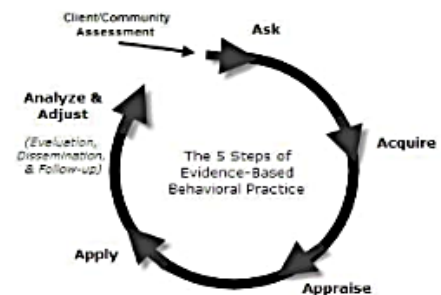 Client/Community
Assessment
Ask
Acquire
Appraise
Apply
Analyze &
Adjust
(Evaluation,
Dissemination,
& Follow-up)
The 5 Steps of
Evidence-Based
Behavioral Practice